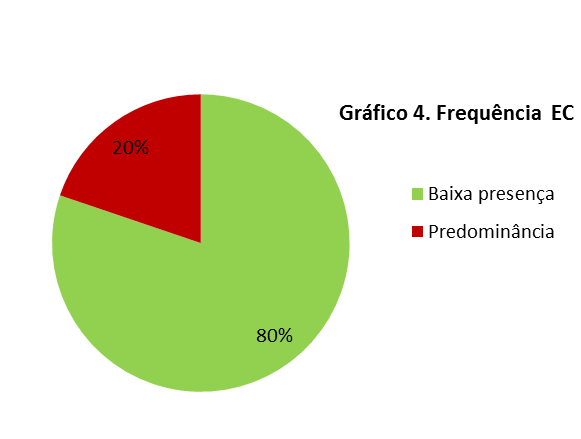 Gráfico 4. Frequência EC
20%
Baixa presença
Predominância
80%